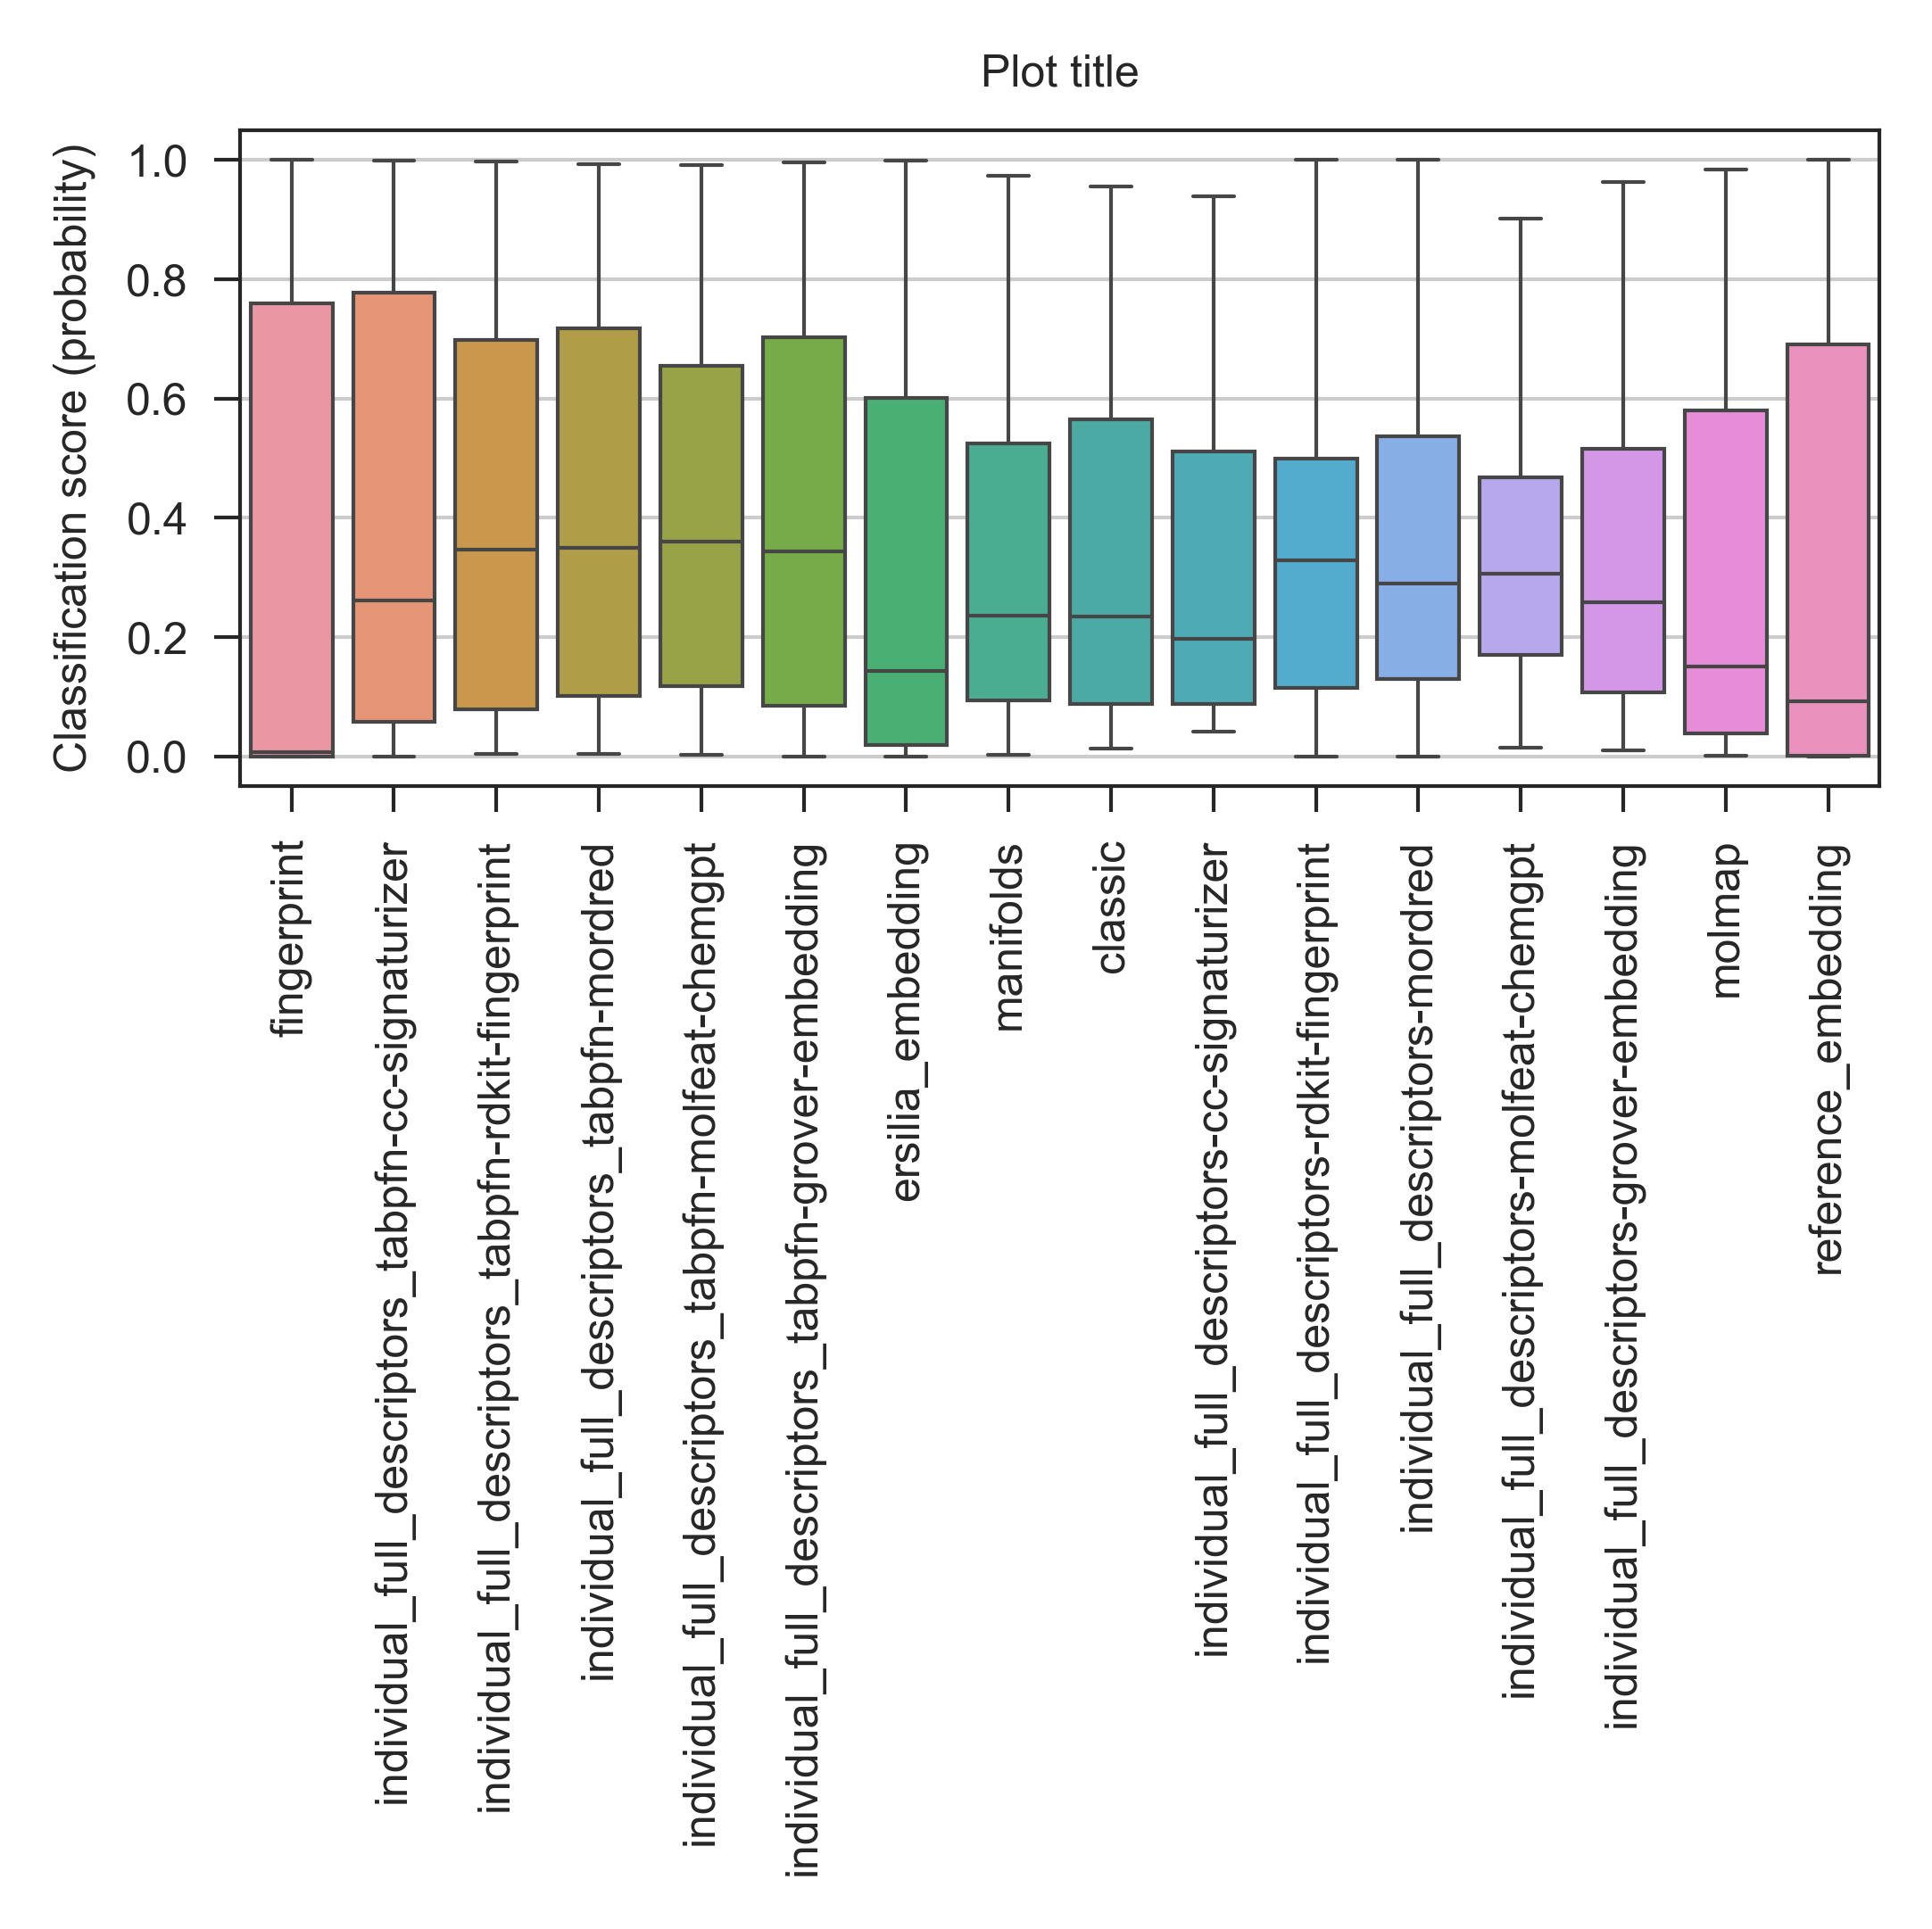 Plot title
Classification score (probability)
1.0
0.8
0.6
0.4
0.2
0.0
fingerprint
individual_full_descriptors_tabpfn-cc-signaturizer
individual_full_descriptors_tabpfn-rdkit-fingerprint
individual_full_descriptors_tabpfn-mordred
individual_full_descriptors_tabpfn-molfeat-chemgpt
individual_full_descriptors_tabpfn-grover-embedding
ersilia_embedding
manifolds
classic
individual_full_descriptors-cc-signaturizer
individual_full_descriptors-rdkit-fingerprint
individual_full_descriptors-mordred
individual_full_descriptors-molfeat-chemgpt
individual_full_descriptors-grover-embedding
molmap
reference_embedding